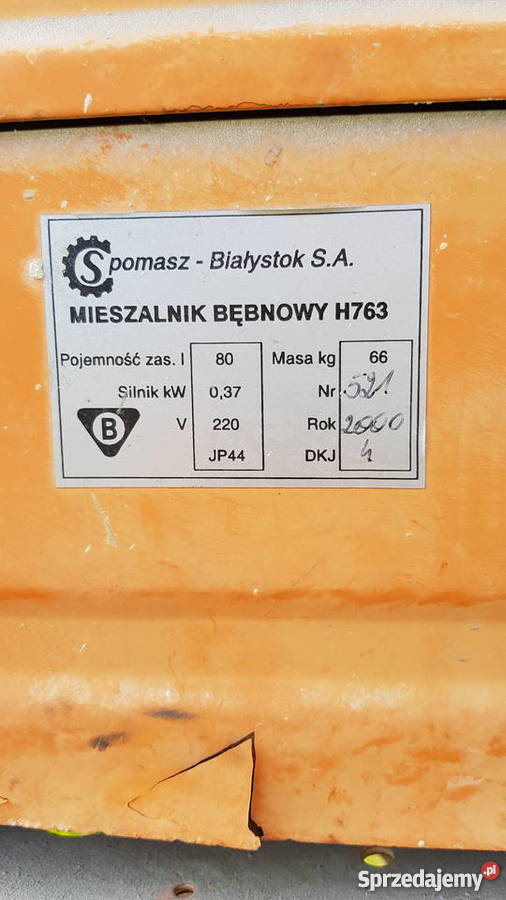 Spomasz - Białystok S.A.
MIESZALNIK BĘBNOWY H763
Pojemność zas. l 80 Masa kg 66
Silnik kW 0,37 Nr 521
B V 220 Rok 2000
JP44 DKJ 4
Sprzedajemy.pl